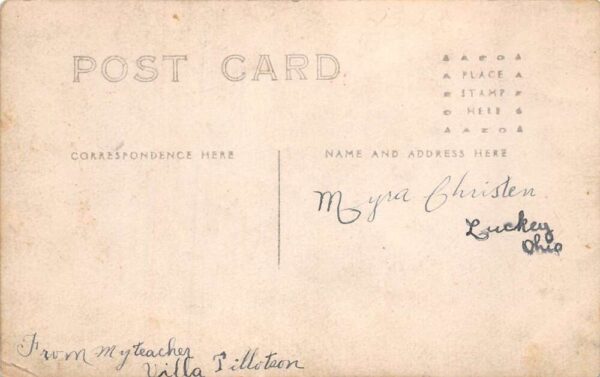 POST CARD
PLACE
STAMP
HERE
CORRESPONDENCE HERE
NAME AND ADDRESS HERE
Myra Christen
Luckey
Ohio
From My teacher
Villa Tillotson